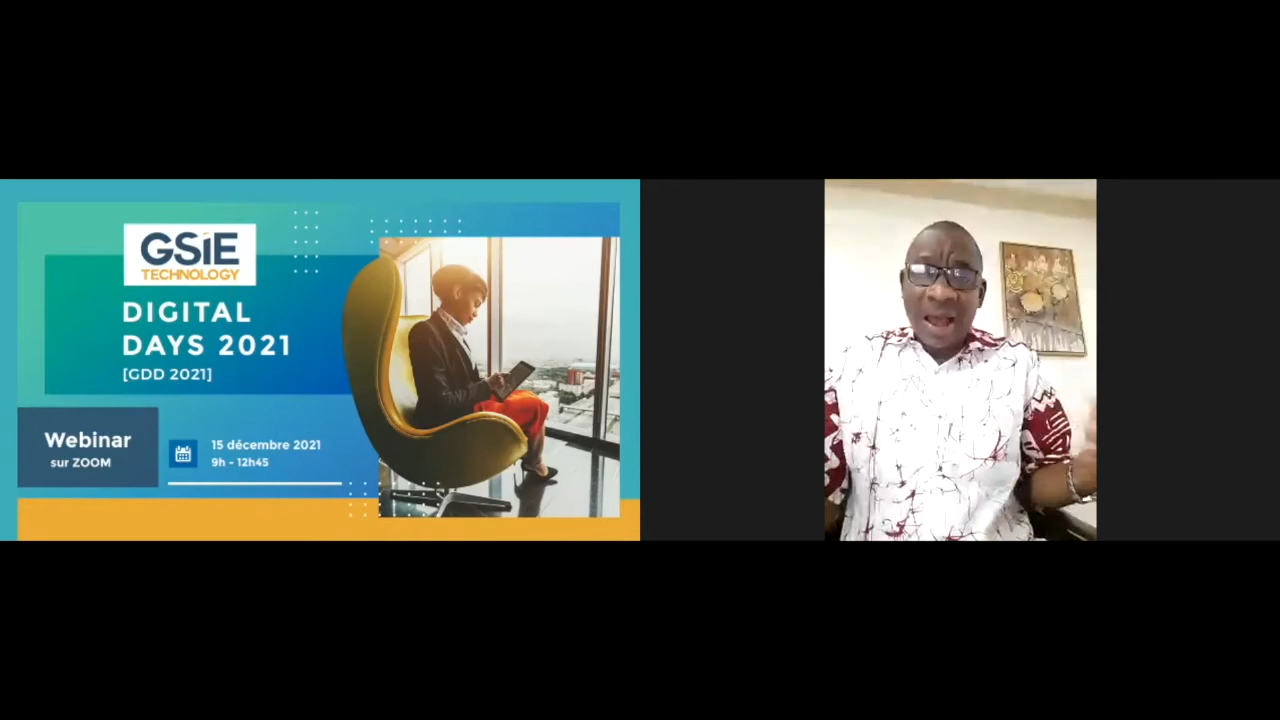 GSiE
TECHNOLOGY
DIGITAL
DAYS 2021
[GDD 2021]
Webinar
sur ZOOM
15 décembre 2021
9h - 12h45